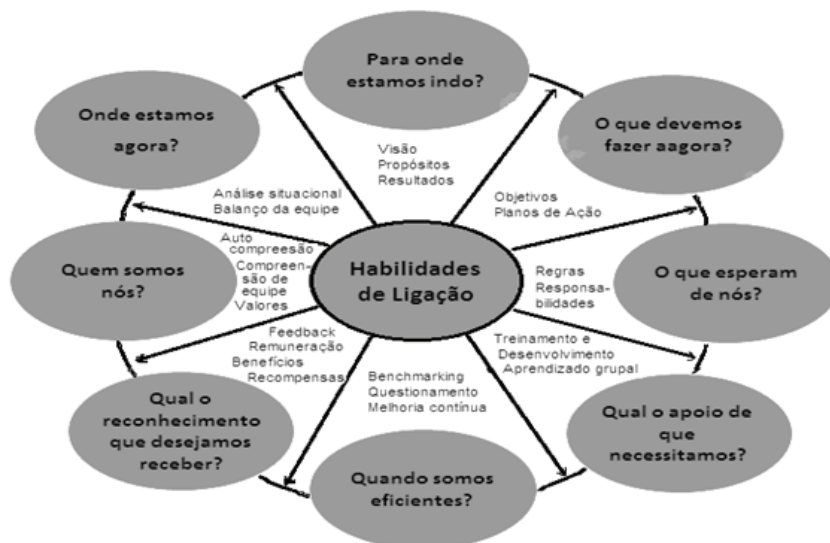 Para onde
estamos indo?
Onde estamos
agora?
O que devemos
fazer aagora?
Visão
Propósitos
Resultados
Análise situacional
Balanço da equipe
Objetivos
Planos de Ação
Quem somos
nós?
Auto
compreesão
Compreen-
são de
equipe
Valores
Habilidades
de Ligação
Regras
Responsa-
bilidades
O que esperam
de nós?
Feedback
Remuneração
Benefícios
Recompensas
Benchmarking
Questionamento
Melhoria contínua
Treinamento e
Desenvolvimento
Aprendizado grupal
Qual o
reconhecimento
que desejamos
receber?
Quando somos
eficientes?
Qual o apoio de
que
necessitamos?